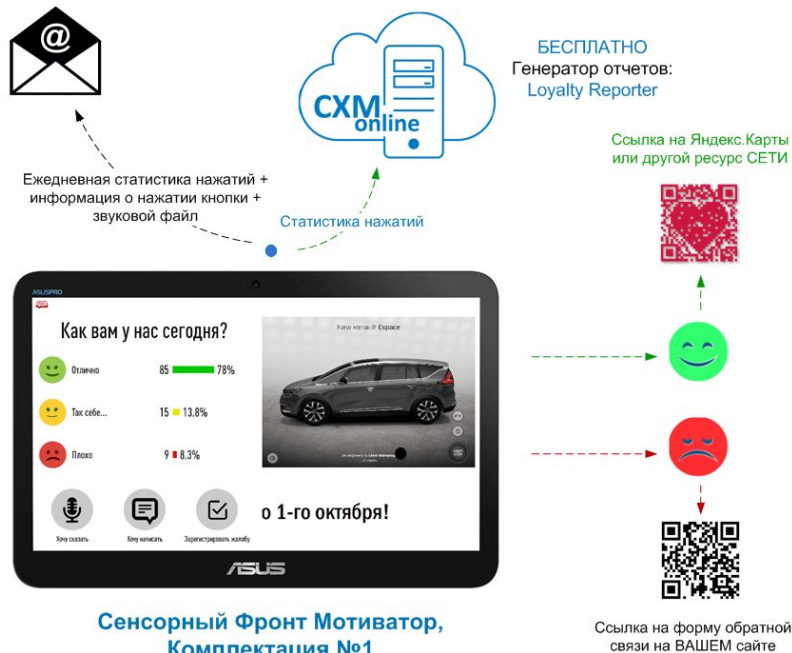 @
CXM
online
БЕСПЛАТНО
Генератор отчетов:
Loyalty Reporter
Ссылка на Яндекс.Карты
или другой ресурс СЕТИ
Ежедневная статистика нажатий +
информация о нажатии кнопки +
звуковой файл
Статистика нажатий
ASUSPRO
Как вам у нас сегодня?
New Renault Espace
Отлично 85 78%
Так себе... 15 13.8%
Плохо 9 8.3%
Хочу сказать Хочу написать Зарегистрировать жалобу
о 1-го октября!
ASUS
Сенсорный Фронт Мотиватор,
Комплектация №1
Ссылка на форму обратной
связи на ВАШЕМ сайте